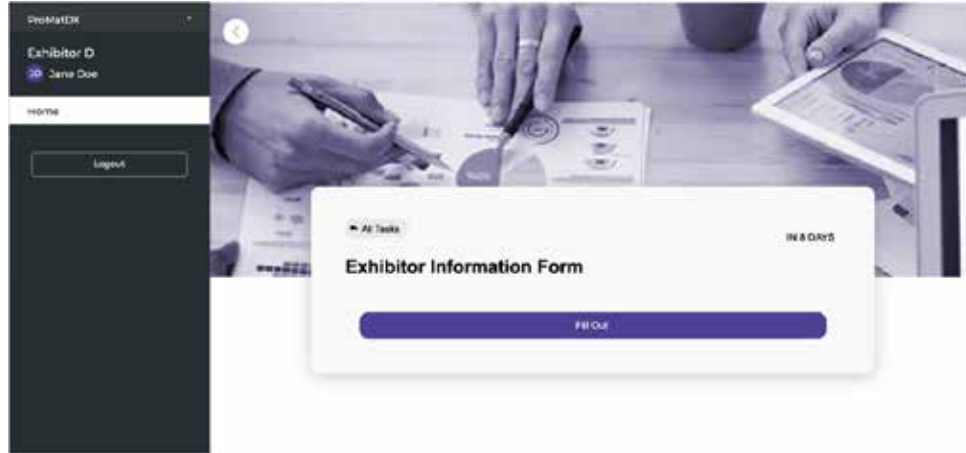 ProMatDX
Exhibitor D
JD Jane Doe
Home
Logout
All Tasks
IN 8 DAYS
Exhibitor Information Form
Fill Out